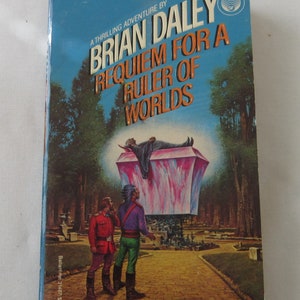 A THRILLING ADVENTURE BY
BRIAN DALEY
REQUIEM FOR A
RULER OF
WORLDS